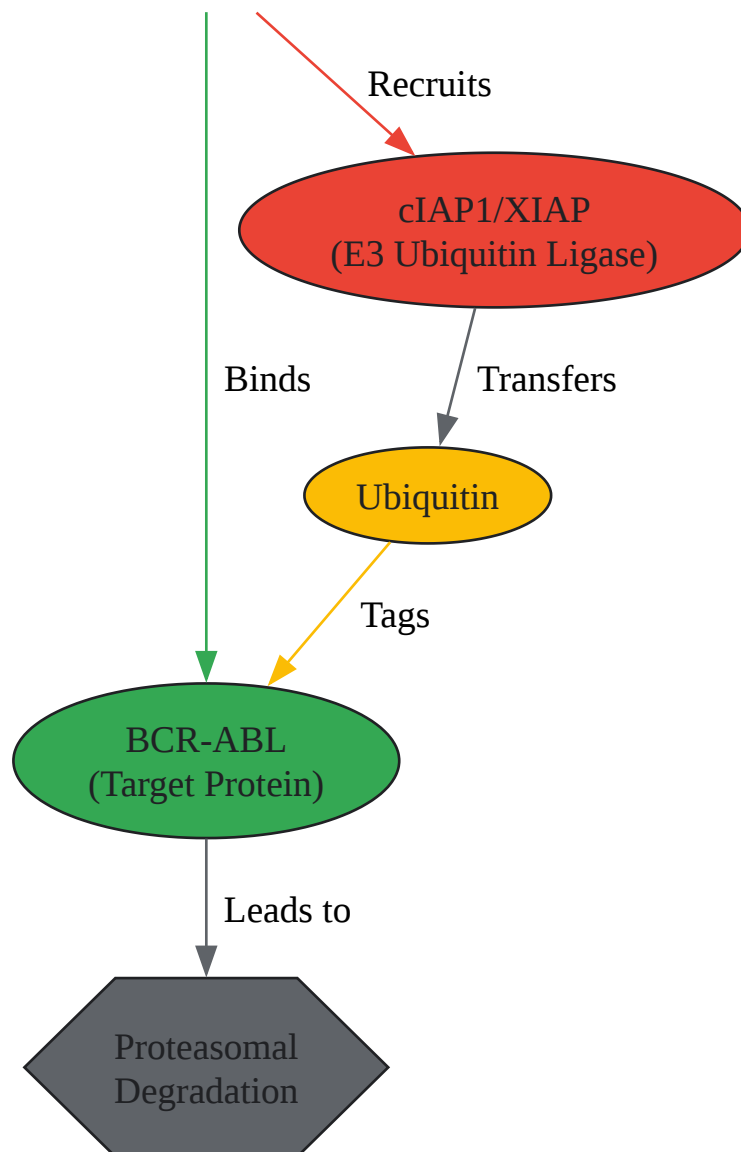 Recruits
cIAP1/XIAP
(E3 Ubiquitin Ligase)
Binds
Transfers
Ubiquitin
Tags
BCR-ABL
(Target Protein)
Leads to
Proteasomal
Degradation